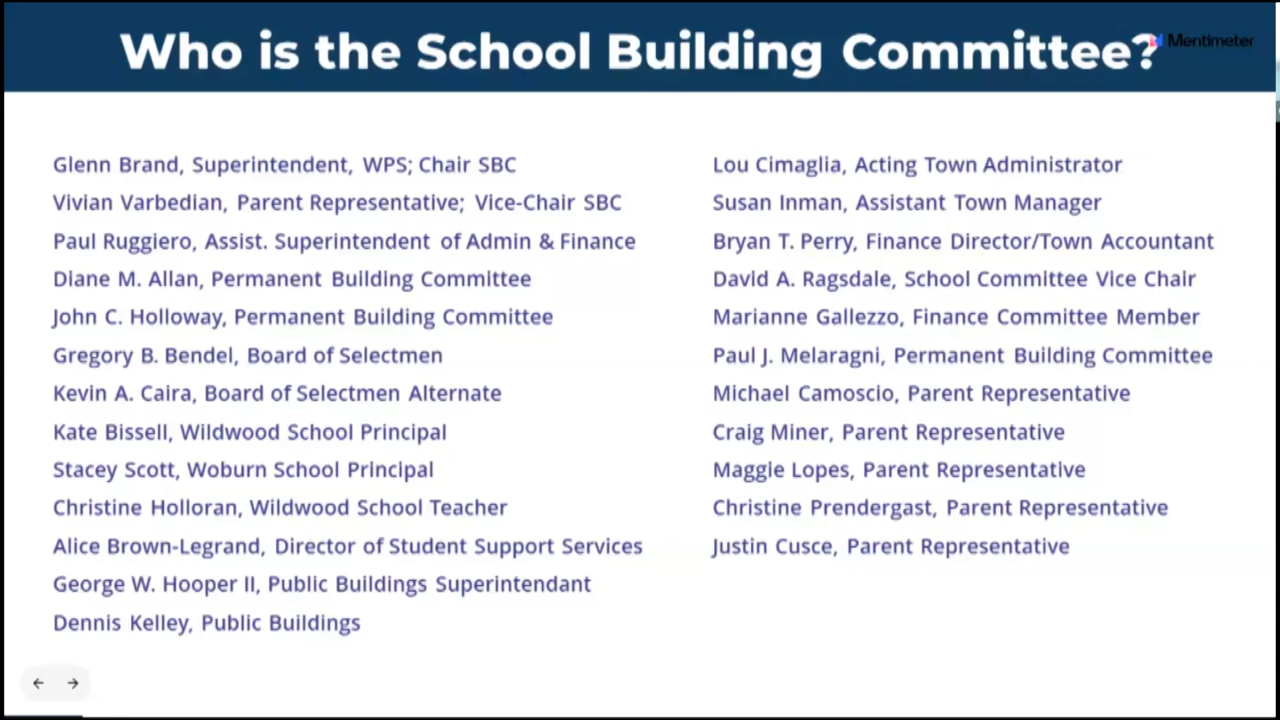 Who is the School Building Committee?
Mentimeter
Glenn Brand, Superintendent, WPS; Chair SBC
Vivian Varbedian, Parent Representative; Vice-Chair SBC
Paul Ruggiero, Assist. Superintendent of Admin & Finance
Diane M. Allan, Permanent Building Committee
John C. Holloway, Permanent Building Committee
Gregory B. Bendel, Board of Selectmen
Kevin A. Caira, Board of Selectmen Alternate
Kate Bissell, Wildwood School Principal
Stacey Scott, Woburn School Principal
Christine Holloran, Wildwood School Teacher
Alice Brown-Legrand, Director of Student Support Services
George W. Hooper II, Public Buildings Superintendant
Dennis Kelley, Public Buildings
Lou Cimaglia, Acting Town Administrator
Susan Inman, Assistant Town Manager
Bryan T. Perry, Finance Director/Town Accountant
David A. Ragsdale, School Committee Vice Chair
Marianne Gallezzo, Finance Committee Member
Paul J. Melaragni, Permanent Building Committee
Michael Camoscio, Parent Representative
Craig Miner, Parent Representative
Maggie Lopes, Parent Representative
Christine Prendergast, Parent Representative
Justin Cusce, Parent Representative